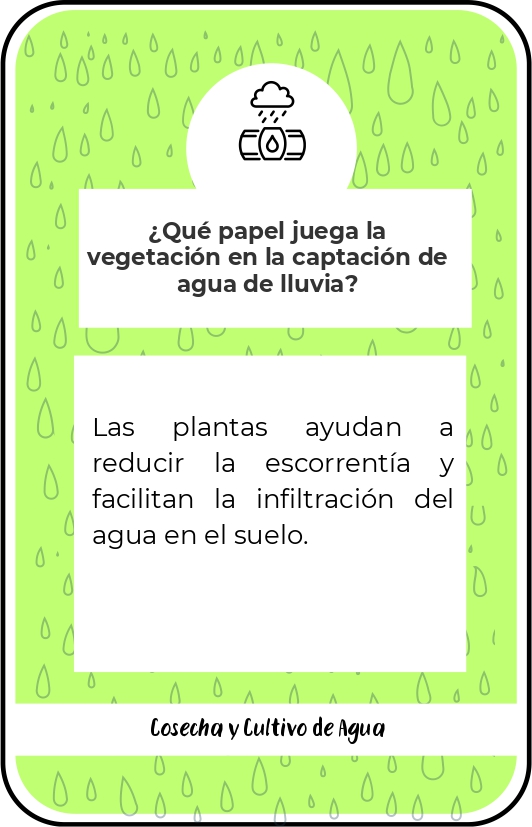 ¿Qué papel juega la
vegetación en la captación de
agua de lluvia?
Las plantas ayudan a
reducir la escorrentía y
facilitan la infiltración del
agua en el suelo.
Cosecha y Cultivo de Agua